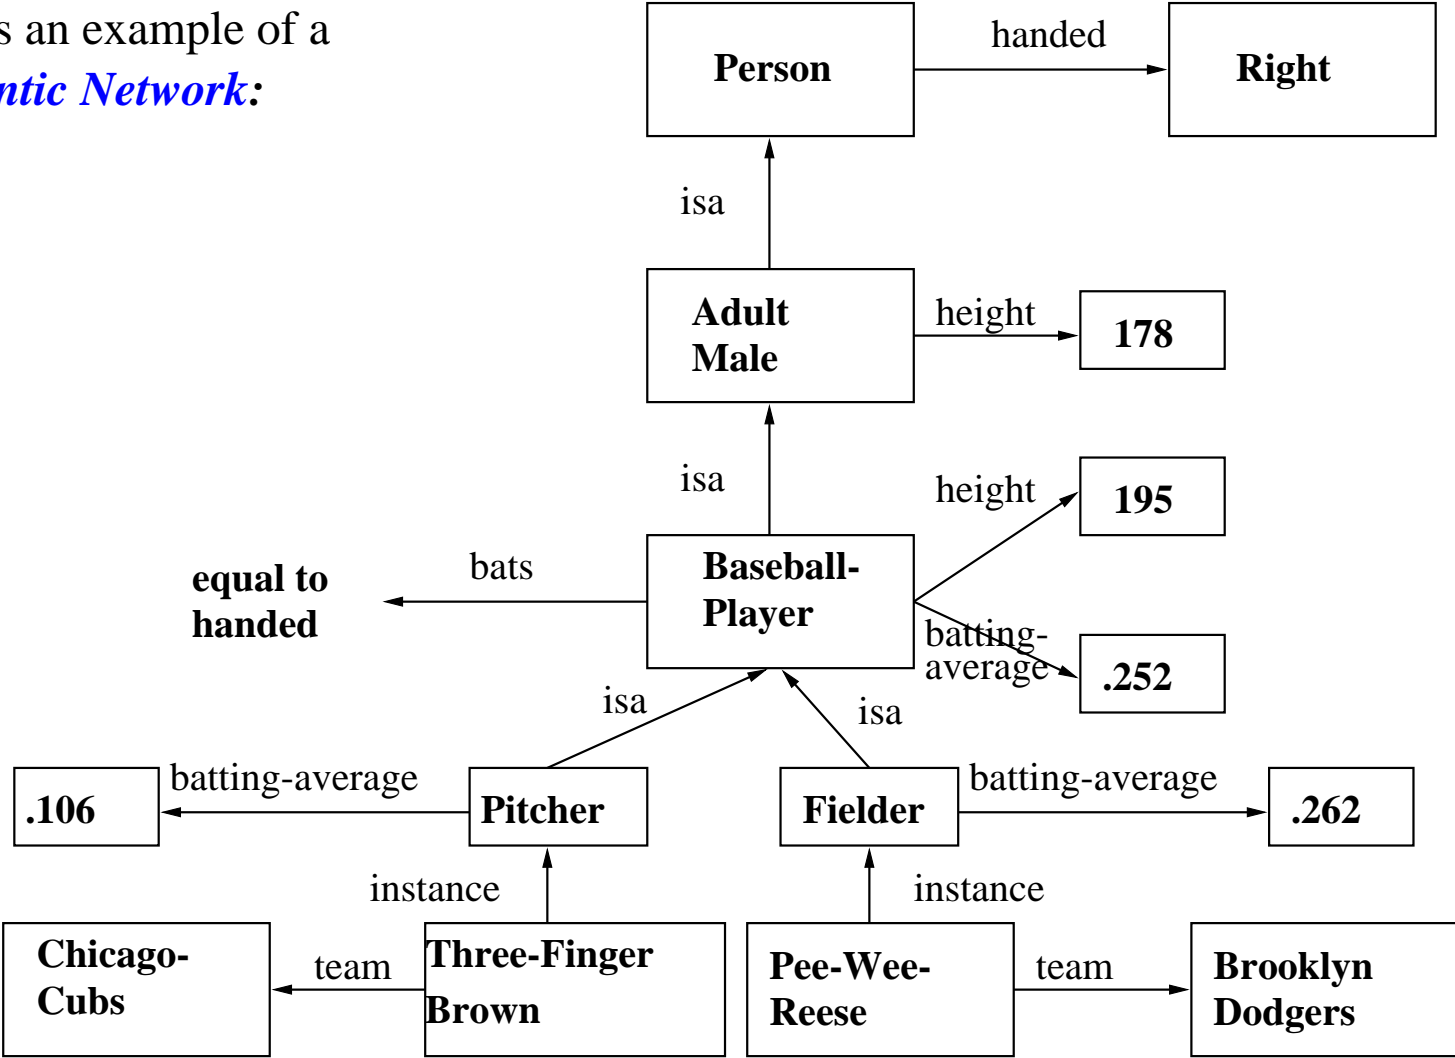 s an example of a
ntic Network:
Person
handed
Right
isa
Adult
Male
height
178
isa
height
195
equal to
handed
bats
Baseball-
Player
batting-
average
.252
isa
isa
.106
batting-average
Pitcher
Fielder
batting-average
.262
instance
instance
Chicago-
Cubs
team
Three-Finger
Brown
Pee-Wee-
Reese
team
Brooklyn
Dodgers